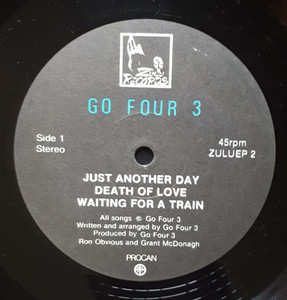 Zulu
RECORDS
GO FOUR 3
Side 1
Stereo
45rpm
ZULUEP 2
JUST ANOTHER DAY
DEATH OF LOVE
WAITING FOR A TRAIN
All songs © Go Four 3
Written and arranged by Go Four 3
Produced by Go Four 3
Ron Obvious and Grant McDonagh
PROCAN